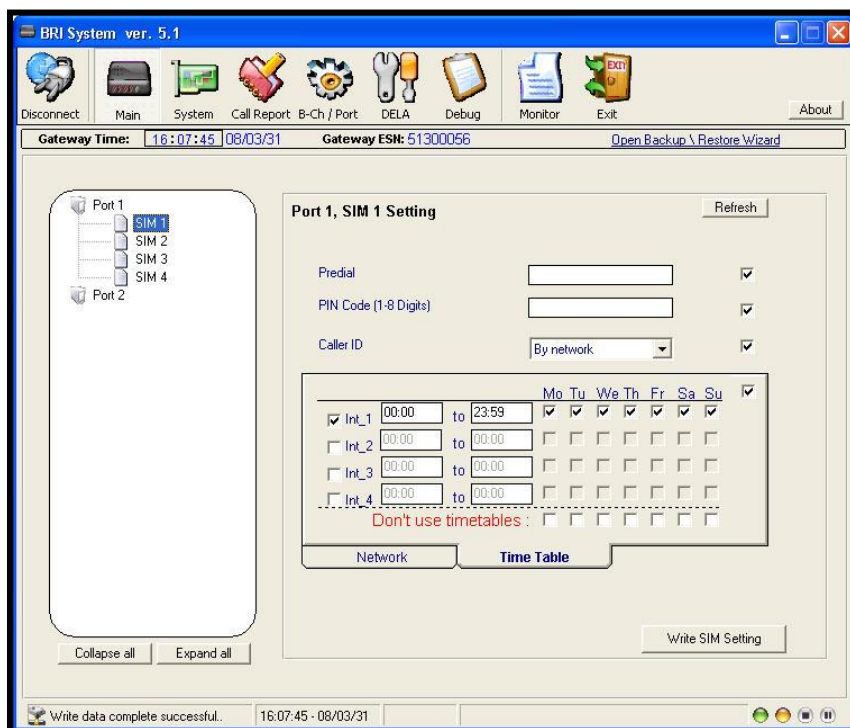 BRI System ver. 5.1
Disconnect Main System Call Report B-Ch / Port DELA Debug Monitor Exit About
Gateway Time: 16:07:45 08/03/31 Gateway ESN: 51300056 Open Backup \ Restore Wizard
Port 1
SIM 1
SIM 2
SIM 3
SIM 4
Port 2
Collapse all Expand all
Port 1, SIM 1 Setting Refresh
Predial
PIN Code (1-8 Digits)
Caller ID By network
Mo Tu We Th Fr Sa Su
Int_1 00:00 to 23:59
Int_2 00:00 to 00:00
Int_3 00:00 to 00:00
Int_4 00:00 to 00:00
Don't use timetables :
Network Time Table
Write SIM Setting
Write data complete successful.. 16:07:45 - 08/03/31